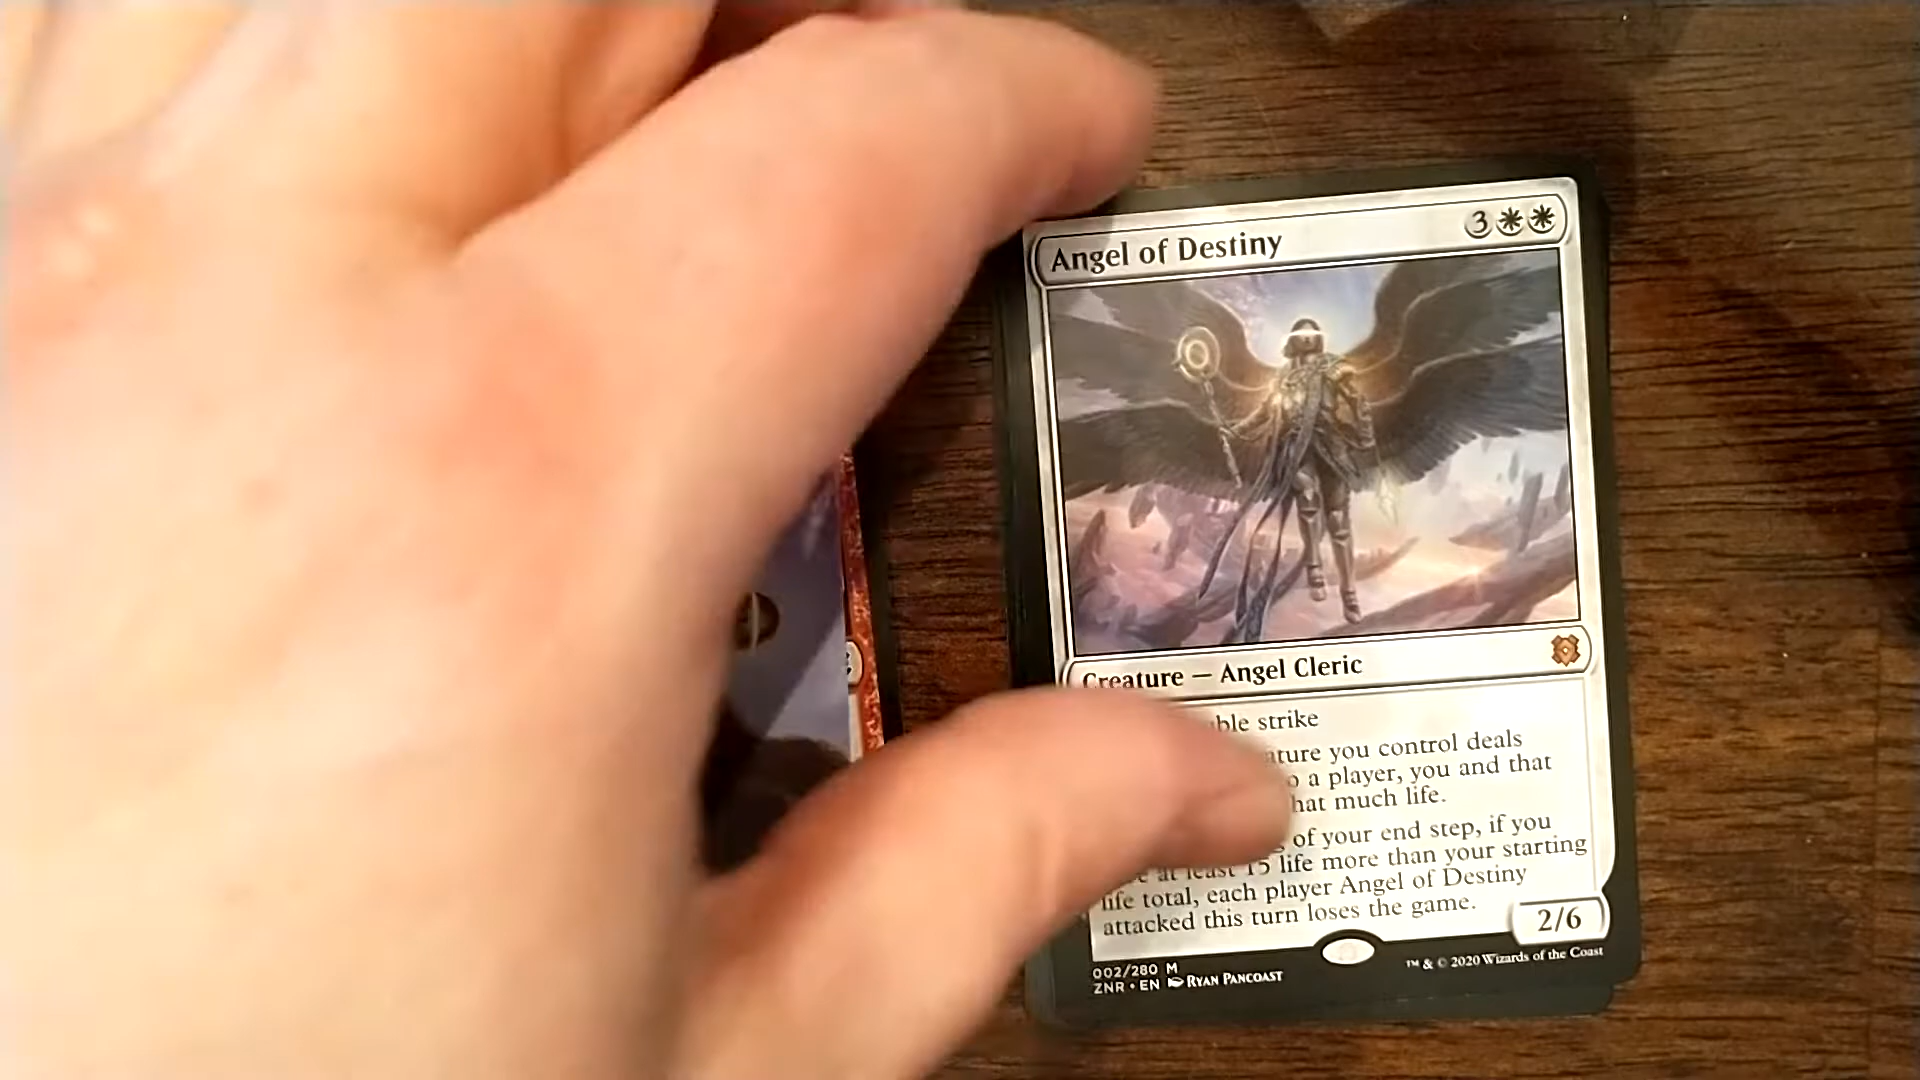 Angel of Destiny 3
Creature — Angel Cleric
ble strike
ature you control deals
o a player, you and that
hat much life.
of your end step, if you
at least 15 life more than your starting
life total, each player Angel of Destiny
attacked this turn loses the game.
2/6
002/280 M
ZNR • EN RYAN PANCOAST
™ & © 2020 Wizards of the Coast